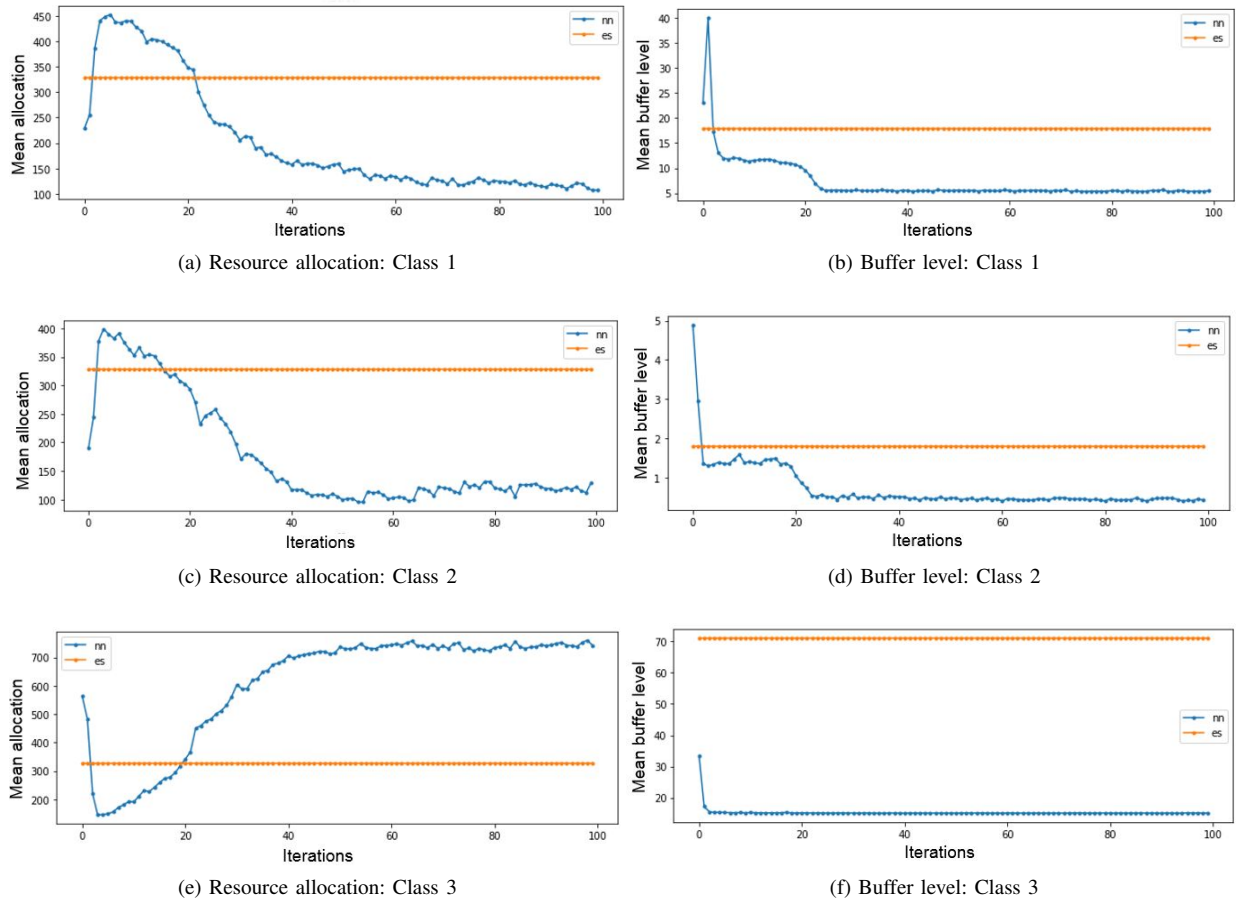 450
400
350
300
250
200
150
100
Mean allocation
nn
es
0
20
40
60
80
100
Iterations
(a) Resource allocation: Class 1
40
35
30
25
20
15
10
5
Mean buffer level
nn
es
0
20
40
60
80
100
Iterations
(b) Buffer level: Class 1
400
350
300
250
200
150
100
Mean allocation
nn
es
0
20
40
60
80
100
Iterations
(c) Resource allocation: Class 2
5
4
3
2
1
Mean buffer level
nn
es
0
20
40
60
80
100
Iterations
(d) Buffer level: Class 2
700
600
500
400
300
200
Mean allocation
nn
es
0
20
40
60
80
100
Iterations
(e) Resource allocation: Class 3
70
60
50
40
30
20
Mean buffer level
nn
es
0
20
40
60
80
100
Iterations
(f) Buffer level: Class 3